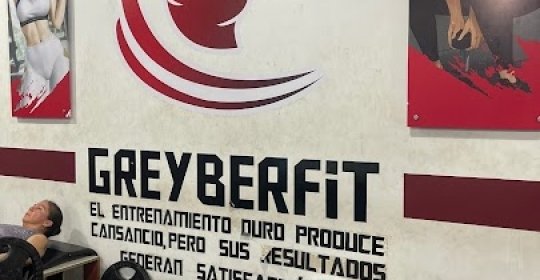 GREYBERFiT
EL ENTRENAMIENTO DURO PRODUCE
CANSANCIO, PERO SUS RESULTADOS
GENERAN